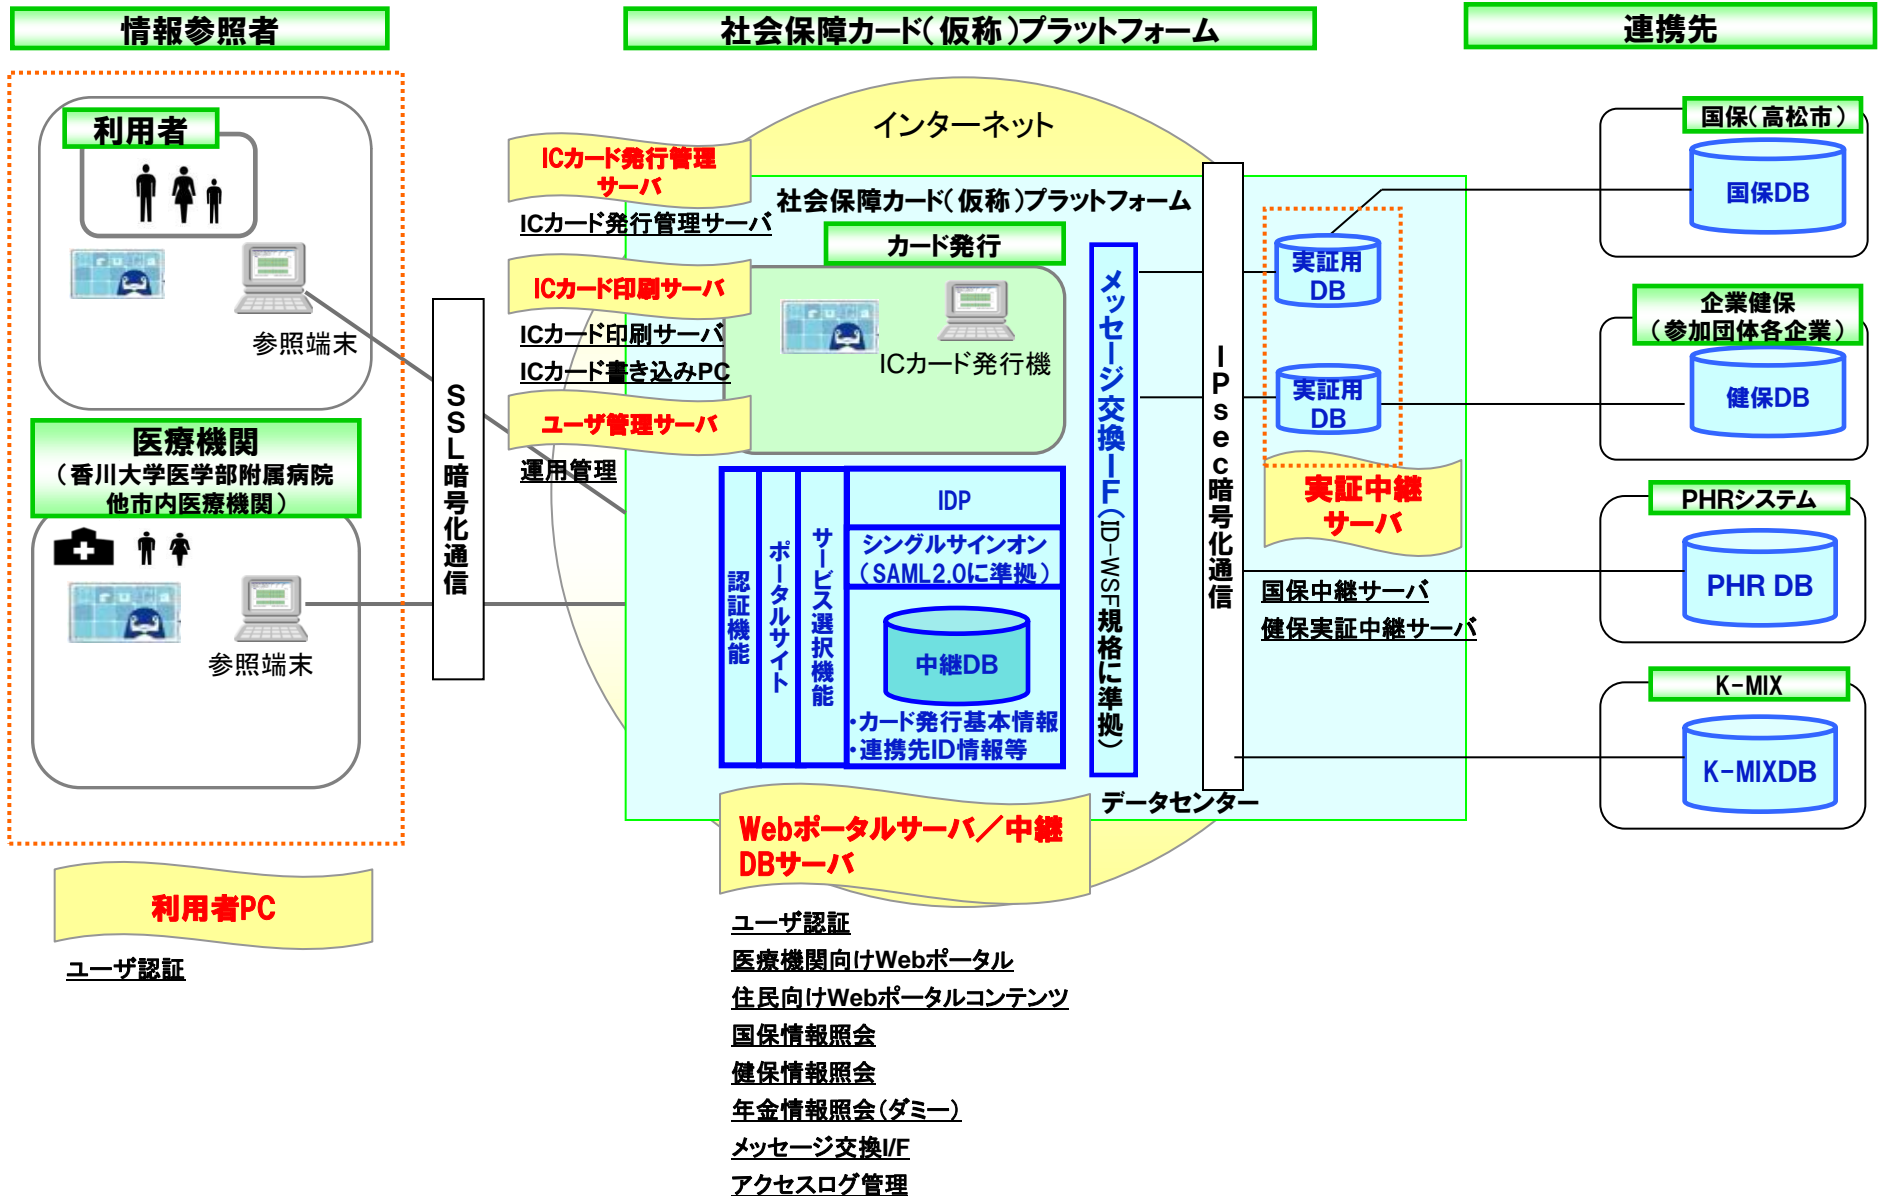 情報参照者
社会保障カード(仮称)プラットフォーム
連携先
利用者
参照端末
医療機関
(香川大学医学部附属病院
他市内医療機関)
参照端末
利用者PC
ユーザ認証
SSL暗号化通信
インターネット
ICカード発行管理
サーバ
ICカード発行管理サーバ
ICカード印刷サーバ
ICカード印刷サーバ
ICカード書き込みPC
ユーザ管理サーバ
運用管理
社会保障カード(仮称)プラットフォーム
カード発行
ICカード発行機
認証機能
ポータルサイト
サービス選択機能
IDP
シングルサインオン
(SAML2.0に準拠)
中継DB
・カード発行基本情報
・連携先ID情報等
メッセージ交換IーF(ID-WSF規格に準拠)
IPsec暗号化通信
データセンター
実証用
DB
実証用
DB
実証中継
サーバ
国保中継サーバ
健保実証中継サーバ
Webポータルサーバ/中継
DBサーバ
ユーザ認証
医療機関向けWebポータル
住民向けWebポータルコンテンツ
国保情報照会
健保情報照会
年金情報照会(ダミー)
メッセージ交換I/F
アクセスログ管理
国保(高松市)
国保DB
企業健保
(参加団体各企業)
健保DB
PHRシステム
PHR DB
K-MIX
K-MIXDB